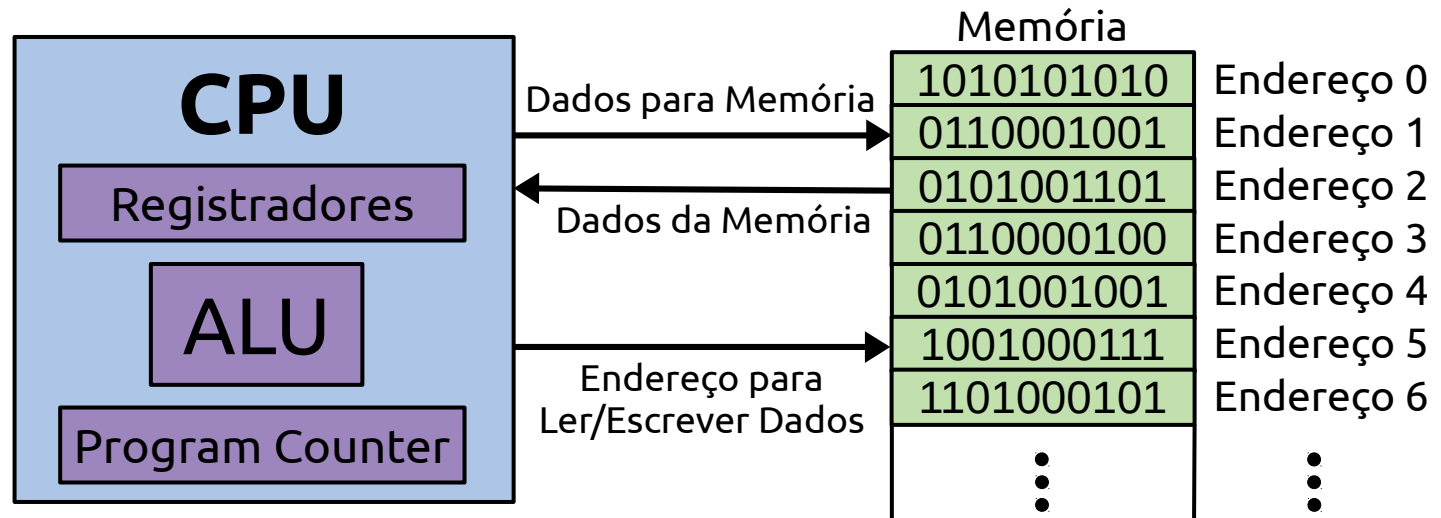 Memória
CPU
Registradores
ALU
Program Counter
Dados para Memória
Dados da Memória
Endereço para
Ler/Escrever Dados
1010101010 Endereço 0
0110001001 Endereço 1
0101001101 Endereço 2
0110000100 Endereço 3
0101001001 Endereço 4
1001000111 Endereço 5
1101000101 Endereço 6